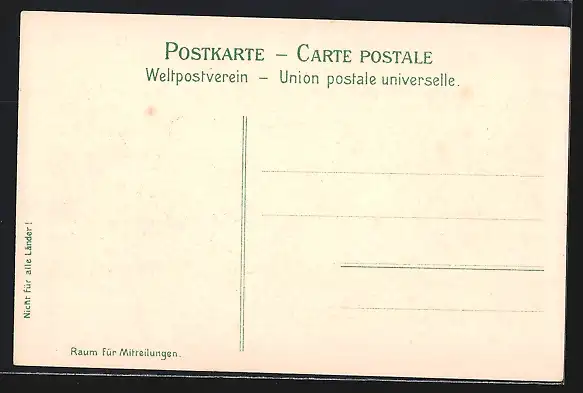 Postkarte – Carte postale
Weltpostverein – Union postale universelle.
Nicht für alle Länder!
Raum für Mitteilungen.